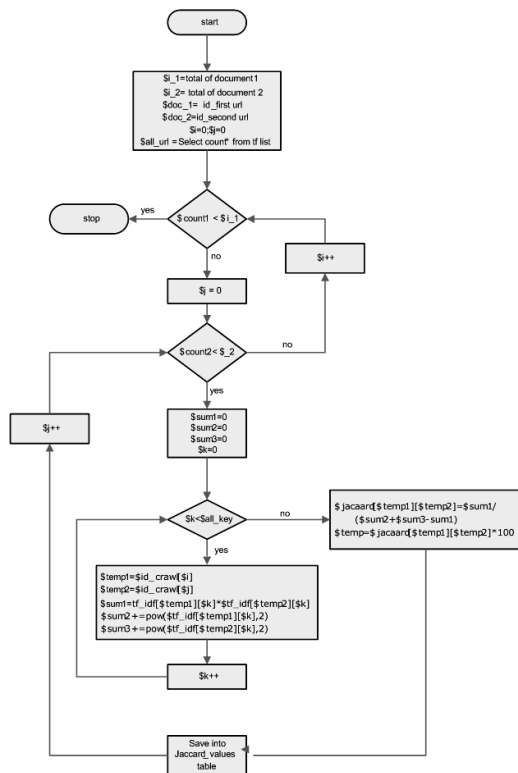 start
$i_1=total of document1
$i_2= total of document 2
$doc_1= id_first url
$doc_2=id_second url
$i=0;$j=0
$all_url =Select count* from tf list
$count1 < $i_1
yes
stop
no
$i++
$j = 0
$count2< $_2
no
yes
$j++
$sum1=0
$sum2=0
$sum3=0
$k=0
$k<$all_key
no
$jacaard[$temp1][$temp2]=$sum1/
($sum2+$sum3-sum1)
$temp=$jacaard[$temp1][$temp2]*100
yes
$temp1=$id_crawl[$i]
$temp2=$id_crawl[$j]
$sum1=tf_idf[$temp1][$k]*$tf_idf[$temp2][$k]
$sum2+=pow($tf_idf[$temp1][$k],2)
$sum3+=pow($tf_idf[$temp2][$k],2)
$k++
Save into
Jaccard_values
table